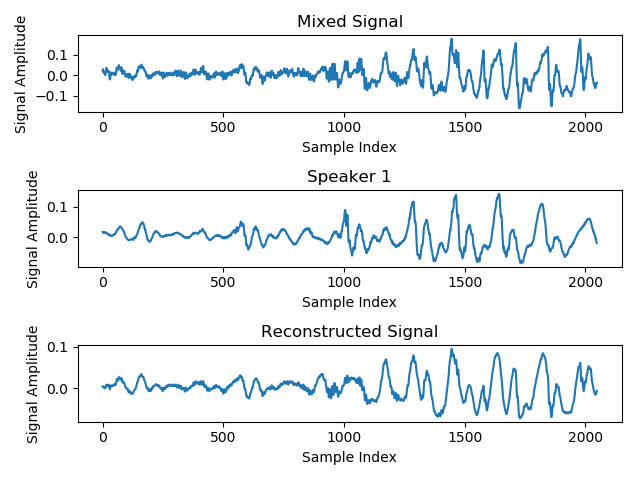 Mixed Signal
Signal Amplitude
0.1
0.0
−0.1
0
500
1000
1500
2000
Sample Index
Speaker 1
Signal Amplitude
0.1
0.0
0
500
1000
1500
2000
Sample Index
Reconstructed Signal
Signal Amplitude
0.1
0.0
0
500
1000
1500
2000
Sample Index